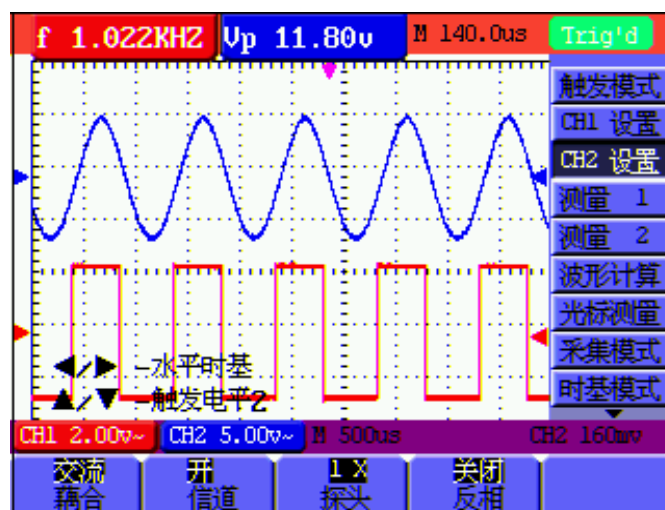 f 1.022KHZ Vp 11.80v M 140.0us Trig'd
触发模式
CH1 设置
CH2 设置
测量 1
测量 2
波形计算
光标测量
采集模式
时基模式
◀/▶ -水平时基
▲/▼ -触发电平2
CH1 2.00v~ CH2 5.00v~ M 500us CH2 160mv
交流 开 1 X 关闭
藕合 信道 探头 反相